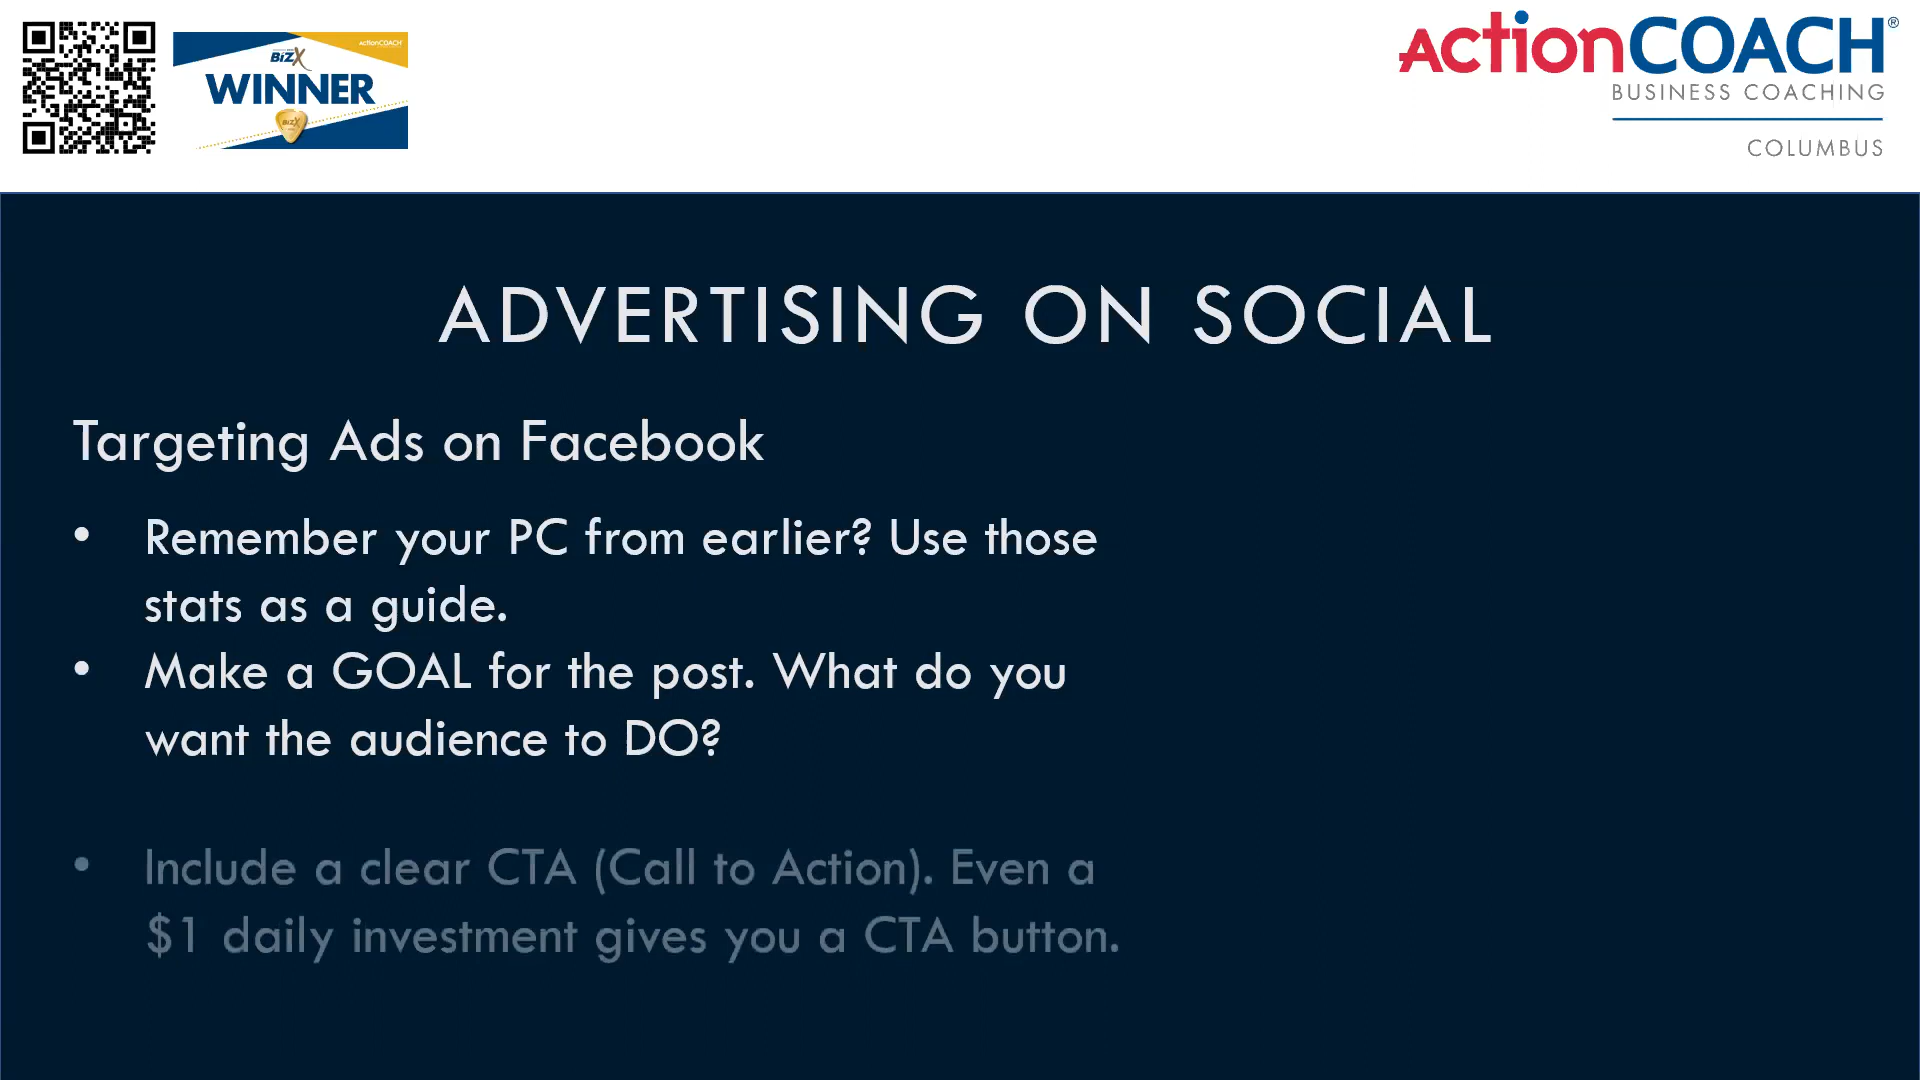 ActionCOACH
BizX
WINNER
BizX
ActionCOACH®
BUSINESS COACHING
COLUMBUS
ADVERTISING ON SOCIAL
Targeting Ads on Facebook
• Remember your PC from earlier? Use those
stats as a guide.
• Make a GOAL for the post. What do you
want the audience to DO?
• Include a clear CTA (Call to Action). Even a
$1 daily investment gives you a CTA button.